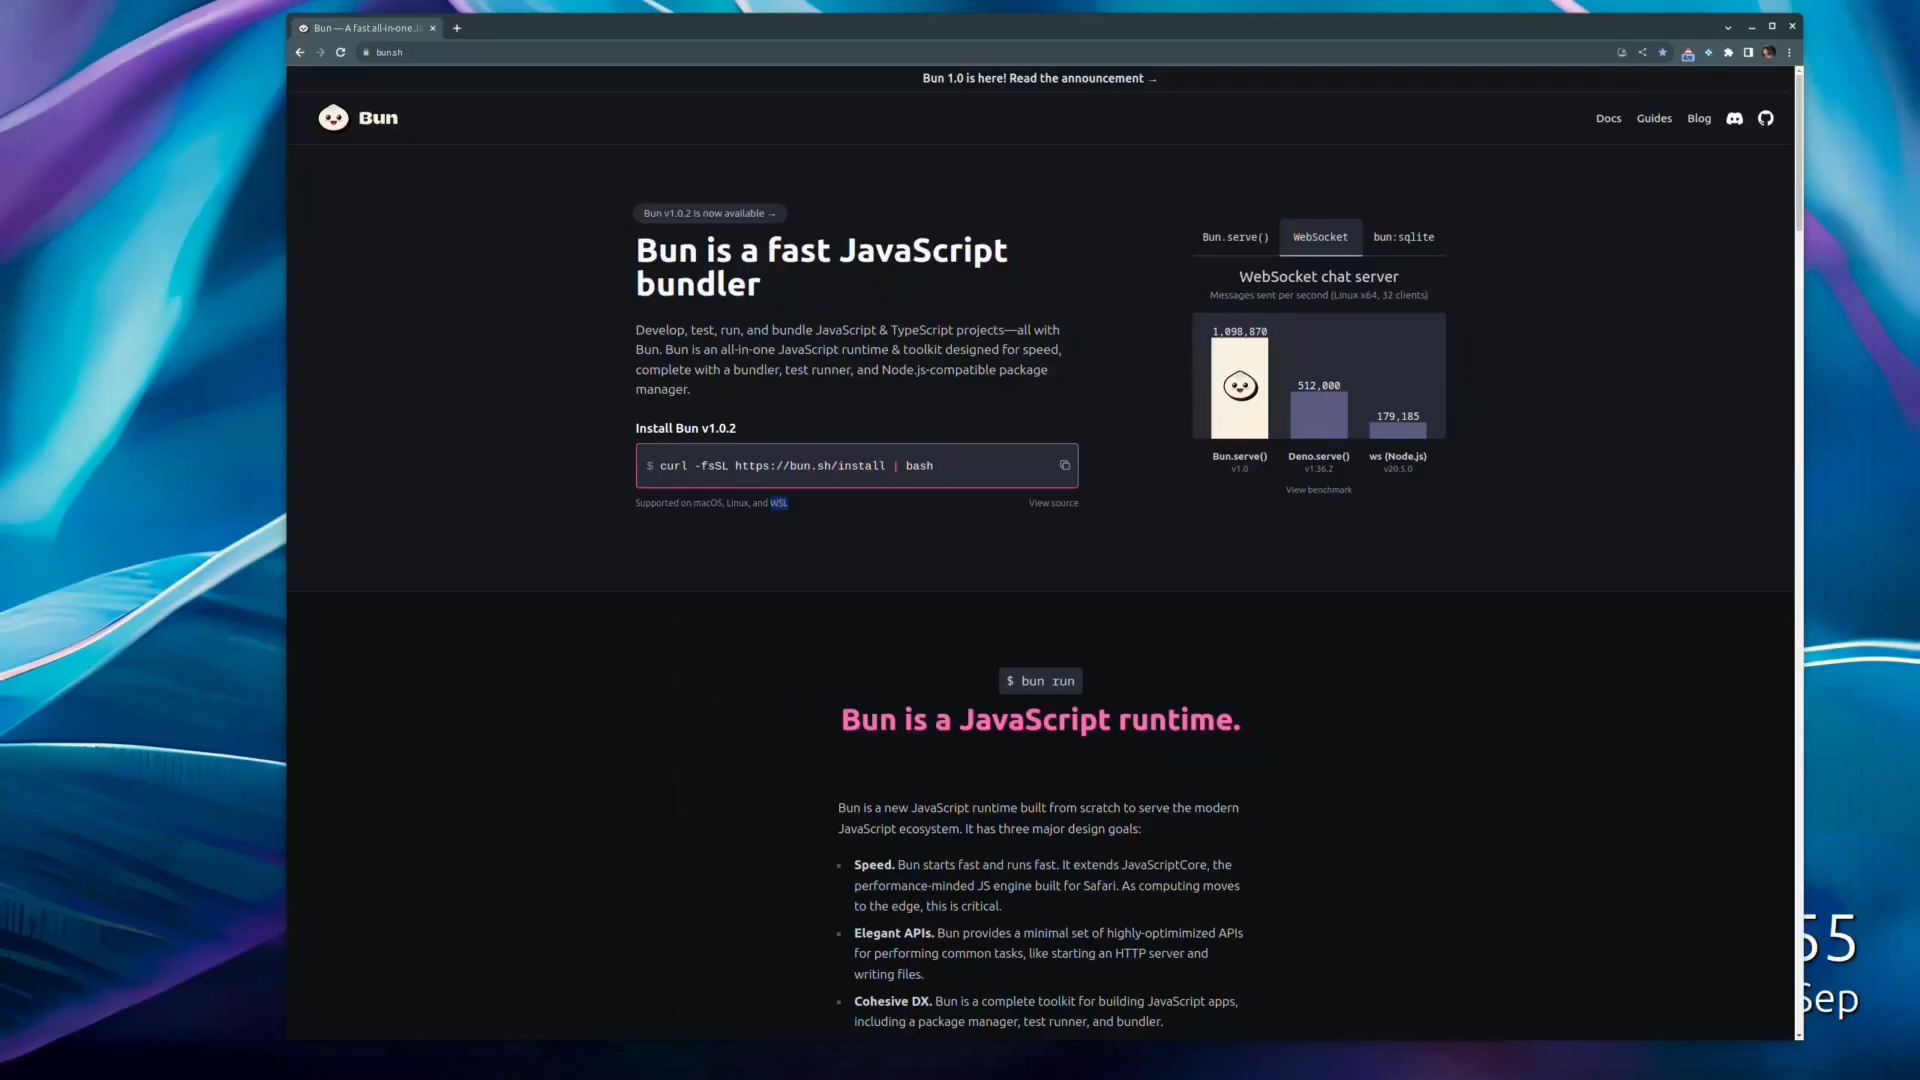 Bun — A fast all-in-one Ja
bun.sh
Bun 1.0 is here! Read the announcement →
Bun
Docs
Guides
Blog
Bun v1.0.2 is now available →
Bun is a fast JavaScript
bundler
Develop, test, run, and bundle JavaScript & TypeScript projects—all with
Bun. Bun is an all-in-one JavaScript runtime & toolkit designed for speed,
complete with a bundler, test runner, and Node.js-compatible package
manager.
Install Bun v1.0.2
$ curl -fsSL https://bun.sh/install | bash
Supported on macOS, Linux, and WSL
View source
Bun.serve()
WebSocket
bun:sqlite
WebSocket chat server
Messages sent per second (Linux x64, 32 clients)
1,098,870
512,000
179,185
Bun.serve()
v1.0
Deno.serve()
v1.36.2
ws (Node.js)
v20.5.0
View benchmark
$ bun run
Bun is a JavaScript runtime.
Bun is a new JavaScript runtime built from scratch to serve the modern
JavaScript ecosystem. It has three major design goals:
Speed. Bun starts fast and runs fast. It extends JavaScriptCore, the
performance-minded JS engine built for Safari. As computing moves
to the edge, this is critical.
Elegant APIs. Bun provides a minimal set of highly-optimimized APIs
for performing common tasks, like starting an HTTP server and
writing files.
Cohesive DX. Bun is a complete toolkit for building JavaScript apps,
including a package manager, test runner, and bundler.
55
Sep